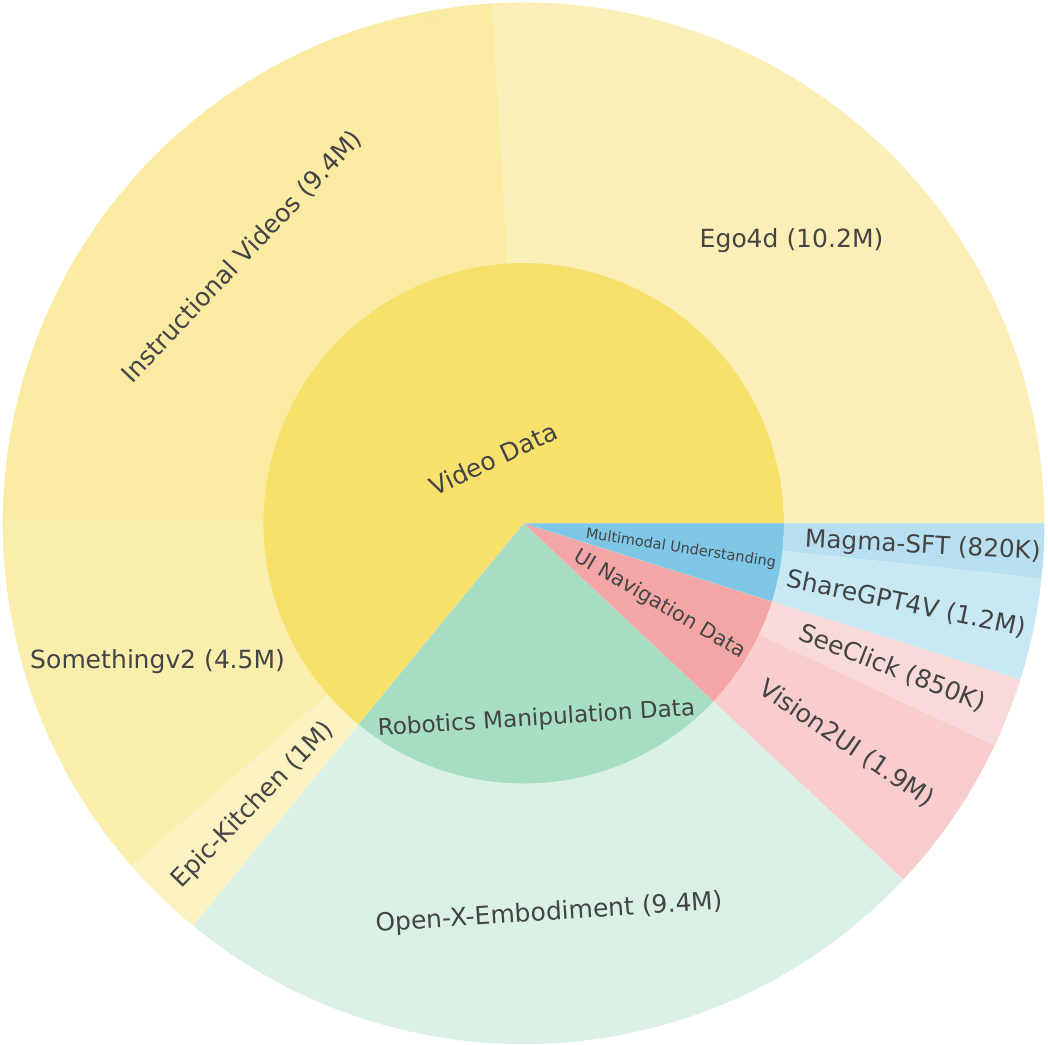 Instructional Videos (9.4M)
Ego4d (10.2M)
Video Data
Multimodal Understanding
Magma-SFT (820K)
ShareGPT4V (1.2M)
UI Navigation Data
SeeClick (850K)
Vision2UI (1.9M)
Somethingv2 (4.5M)
Robotics Manipulation Data
Epic-Kitchen (1M)
Open-X-Embodiment (9.4M)